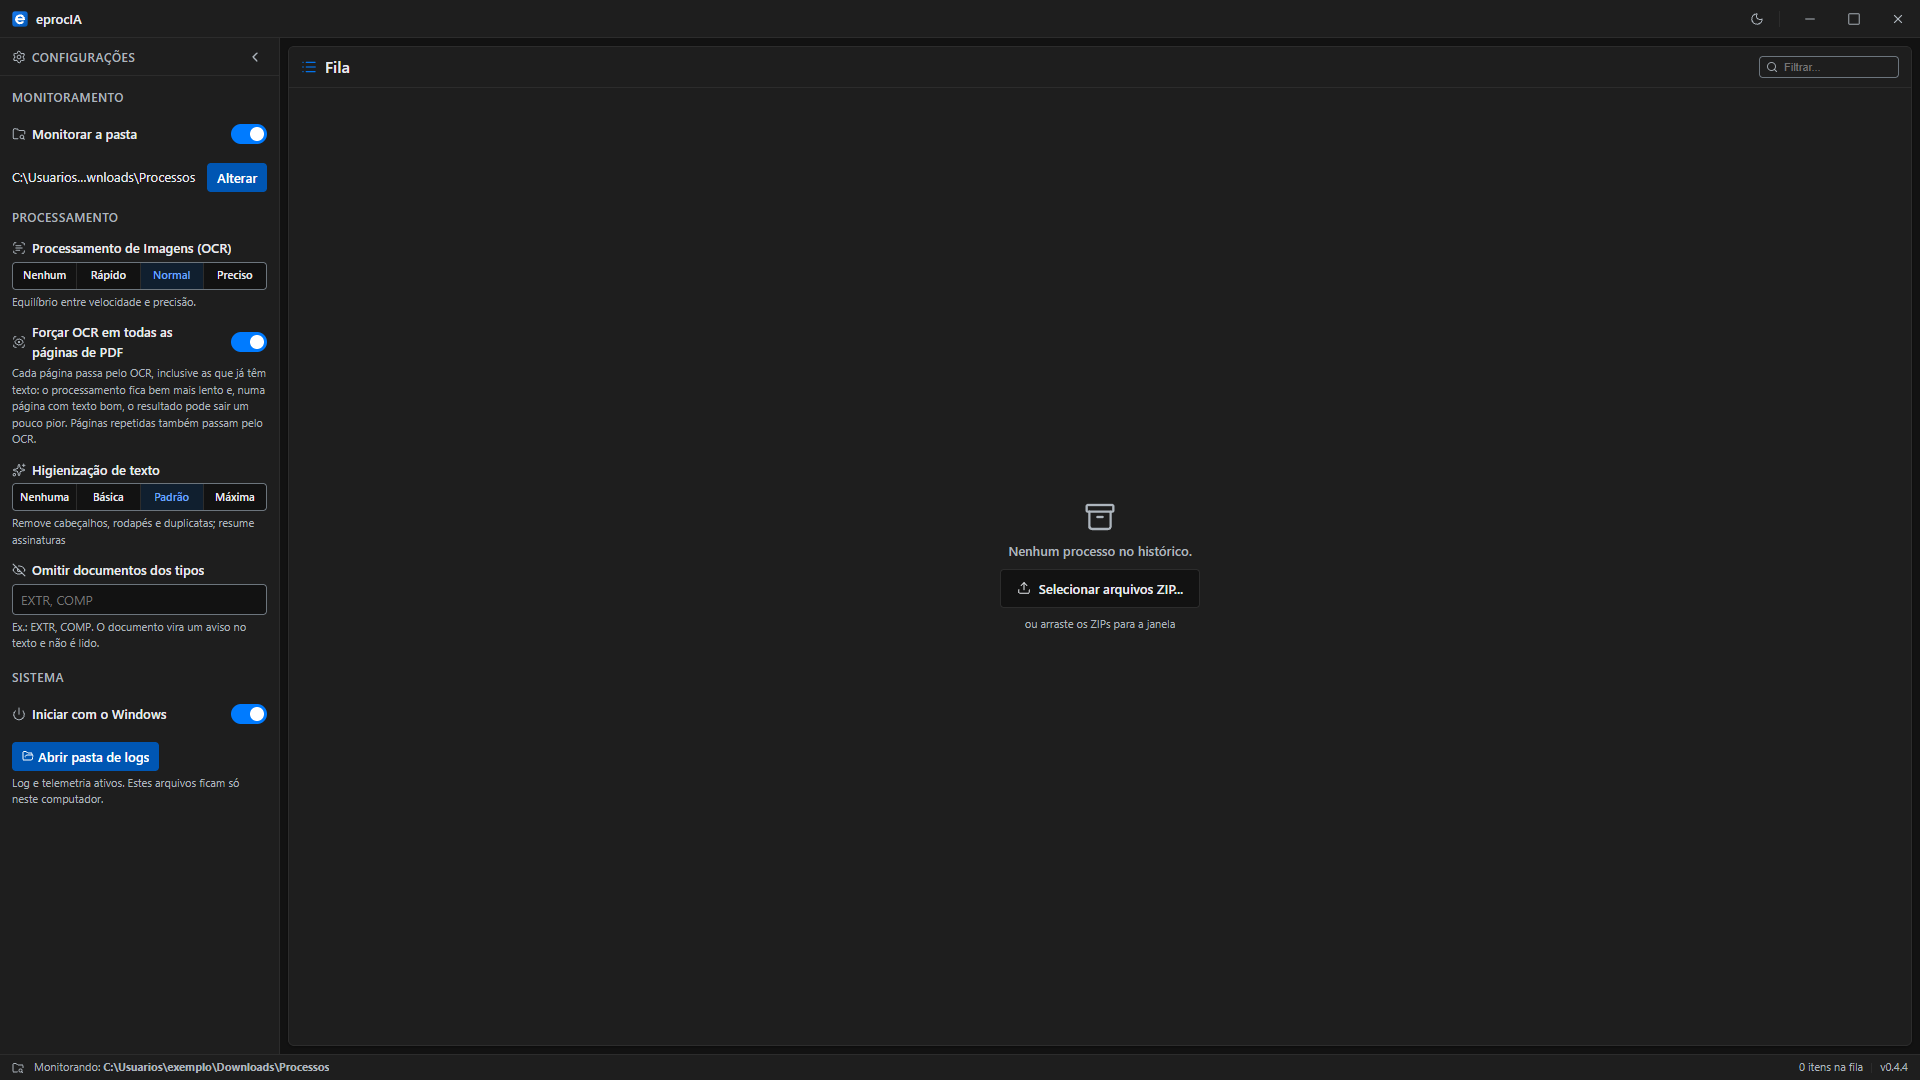 eprocIA
CONFIGURAÇÕES
MONITORAMENTO
Monitorar a pasta
C:\Usuarios...wnloads\Processos
Alterar
PROCESSAMENTO
Processamento de Imagens (OCR)
Nenhum Rápido Normal Preciso
Equilíbrio entre velocidade e precisão.
Forçar OCR em todas as
páginas de PDF
Cada página passa pelo OCR, inclusive as que já têm
texto: o processamento fica bem mais lento e, numa
página com texto bom, o resultado pode sair um
pouco pior. Páginas repetidas também passam pelo
OCR.
Higienização de texto
Nenhuma Básica Padrão Máxima
Remove cabeçalhos, rodapés e duplicatas; resume
assinaturas
Omitir documentos dos tipos
EXTR, COMP
Ex.: EXTR, COMP. O documento vira um aviso no
texto e não é lido.
SISTEMA
Iniciar com o Windows
Abrir pasta de logs
Log e telemetria ativos. Estes arquivos ficam só
neste computador.
Fila
Filtrar...
Nenhum processo no histórico.
Selecionar arquivos ZIP...
ou arraste os ZIPs para a janela
Monitorando: C:\Usuarios\exemplo\Downloads\Processos
0 itens na fila
v0.4.4